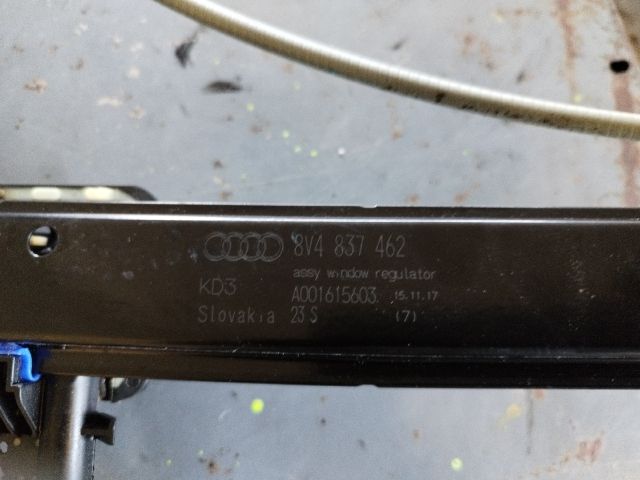 8V4 837 462
assy window regulator
KD3 A001615603 15.11.17
Slovakia 23 S (7)